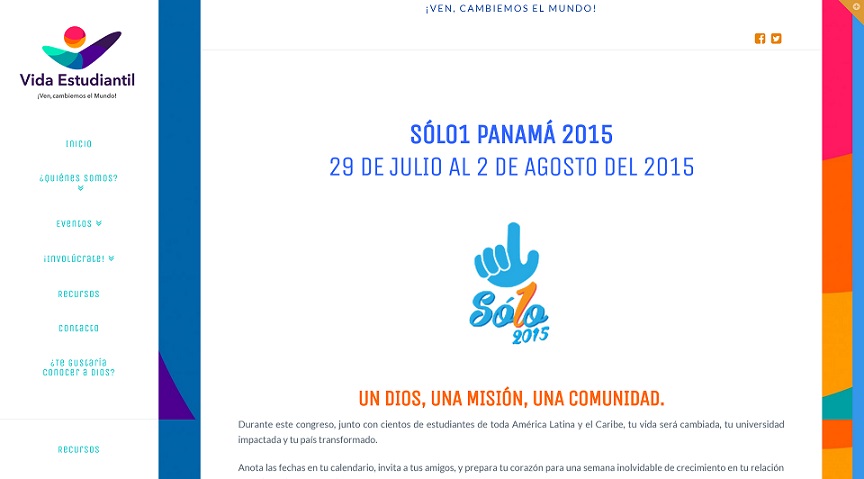 ¡VEN, CAMBIEMOS EL MUNDO!
Vida Estudiantil
¡Ven, cambiemos el Mundo!
Inicio
¿Quiénes Somos?
Eventos
¡Involúcrate!
Recursos
Contacto
¿Te gustaría
conocer a Dios?
Recursos
SÓLO1 PANAMÁ 2015
29 DE JULIO AL 2 DE AGOSTO DEL 2015
Sólo
2015
UN DIOS, UNA MISIÓN, UNA COMUNIDAD.
Durante este congreso, junto con cientos de estudiantes de toda América Latina y el Caribe, tu vida será cambiada, tu universidad
impactada y tu país transformado.
Anota las fechas en tu calendario, invita a tus amigos, y prepara tu corazón para una semana inolvidable de crecimiento en tu relación